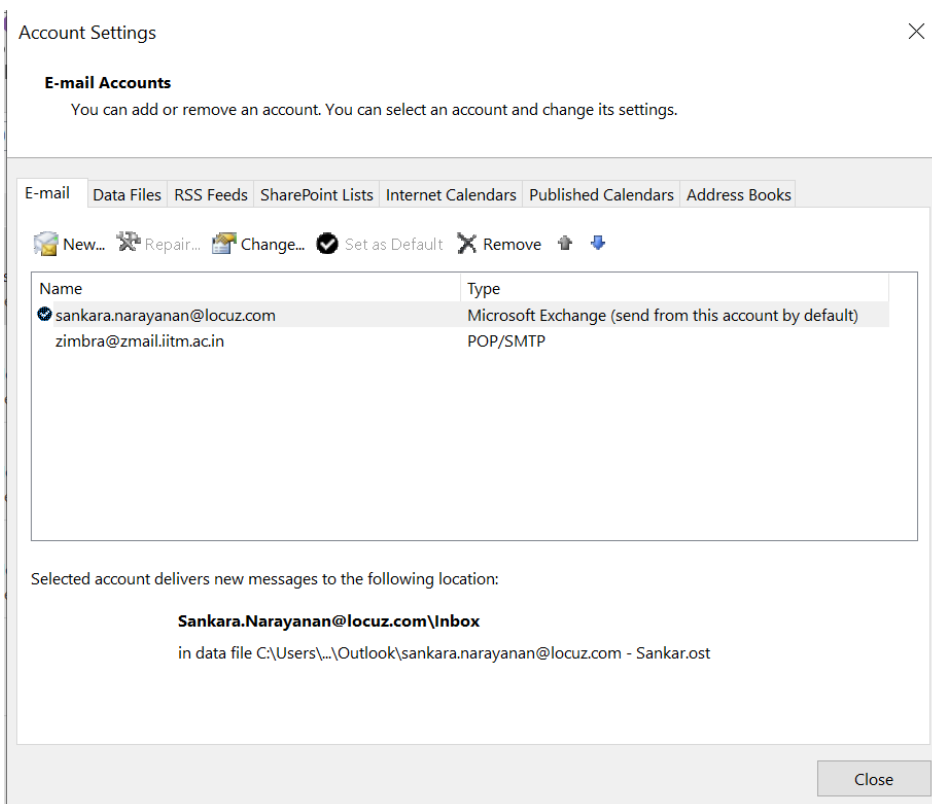 Account Settings
E-mail Accounts
You can add or remove an account. You can select an account and change its settings.
E-mail Data Files RSS Feeds SharePoint Lists Internet Calendars Published Calendars Address Books
New... Repair... Change... Set as Default Remove
Name Type
sankara.narayanan@locuz.com Microsoft Exchange (send from this account by default)
zimbra@zmail.iitm.ac.in POP/SMTP
Selected account delivers new messages to the following location:
Sankara.Narayanan@locuz.com\Inbox
in data file C:\Users\...\Outlook\sankara.narayanan@locuz.com - Sankar.ost
Close